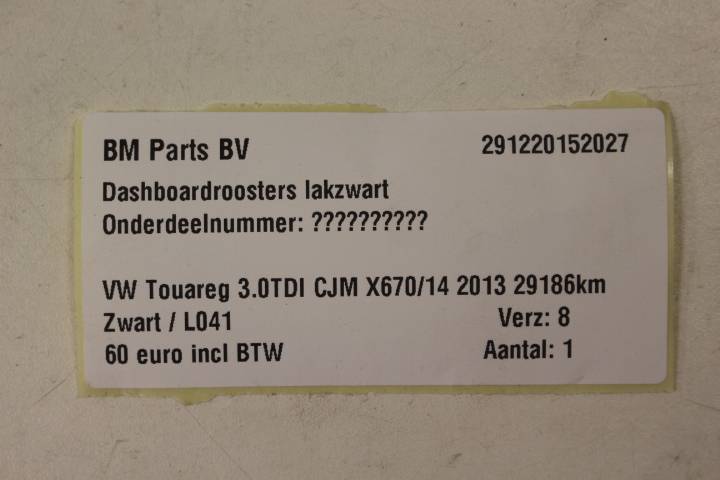 BM Parts BV 291220152027
Dashboardroosters lakzwart
Onderdeelnummer: ??????????
VW Touareg 3.0TDI CJM X670/14 2013 29186km
Zwart / L041 Verz: 8
60 euro incl BTW Aantal: 1